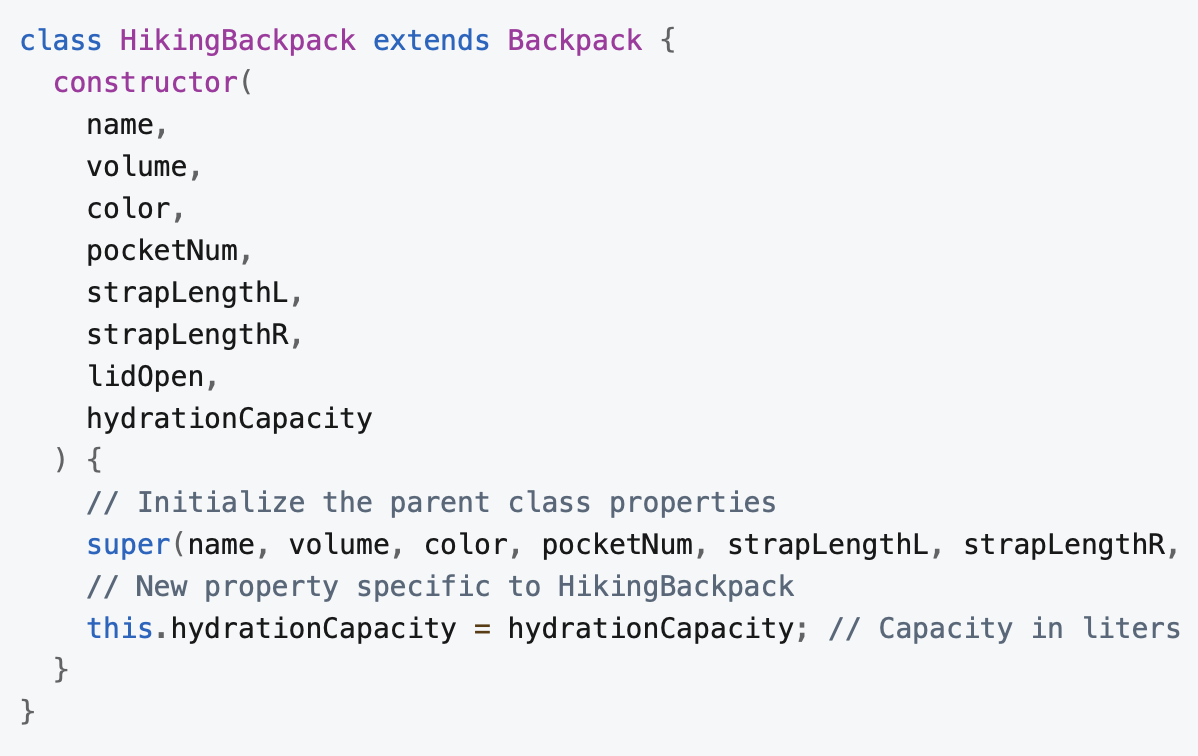 class HikingBackpack extends Backpack {
  constructor(
    name,
    volume,
    color,
    pocketNum,
    strapLengthL,
    strapLengthR,
    lidOpen,
    hydrationCapacity
  ) {
    // Initialize the parent class properties
    super(name, volume, color, pocketNum, strapLengthL, strapLengthR,
    // New property specific to HikingBackpack
    this.hydrationCapacity = hydrationCapacity; // Capacity in liters
  }
}